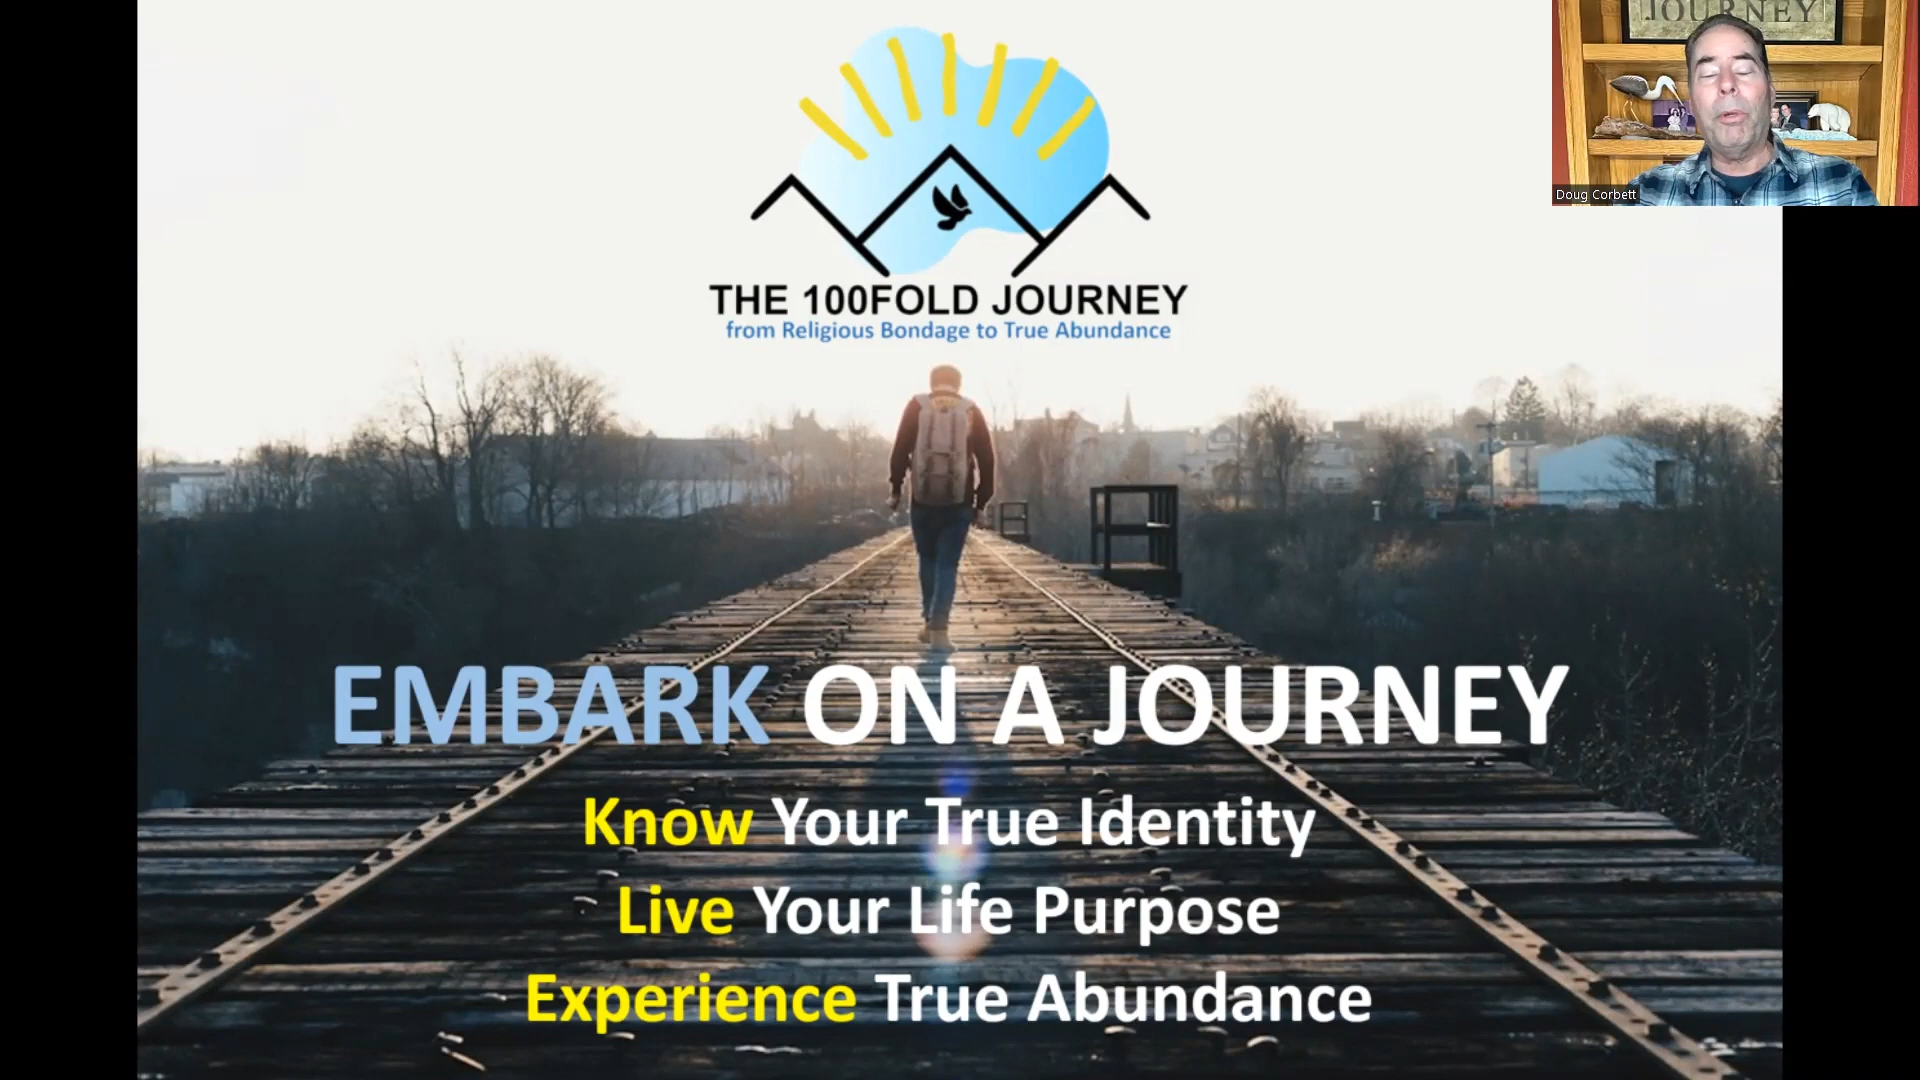 THE 100FOLD JOURNEY
from Religious Bondage to True Abundance
EMBARK ON A JOURNEY
Know Your True Identity
Live Your Life Purpose
Experience True Abundance
JOURNEY
Doug Corbett